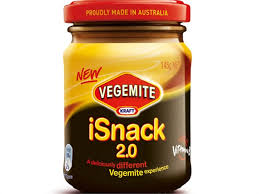 PROUDLY MADE IN AUSTRALIA
NEW
VEGEMITE
KRAFT
iSnack
2.0
A deliciously different
Vegemite experience